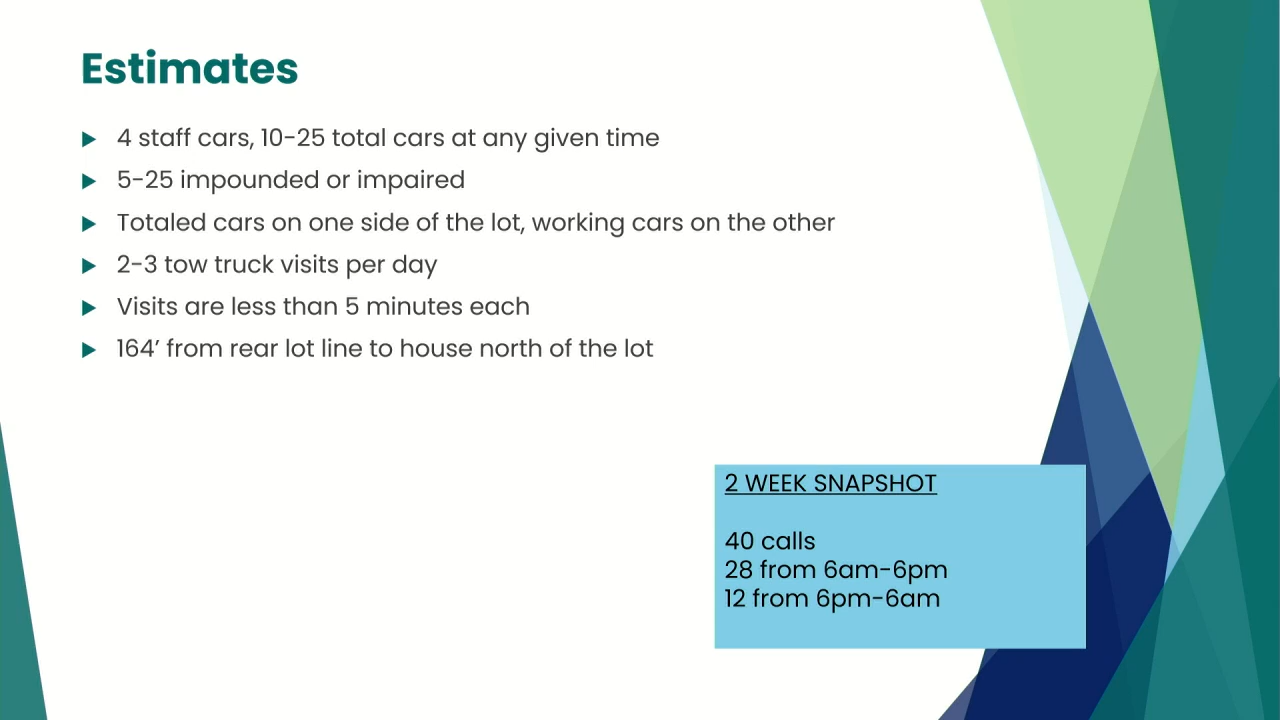 Estimates
4 staff cars, 10-25 total cars at any given time
5-25 impounded or impaired
Totaled cars on one side of the lot, working cars on the other
2-3 tow truck visits per day
Visits are less than 5 minutes each
164’ from rear lot line to house north of the lot
2 WEEK SNAPSHOT
40 calls
28 from 6am-6pm
12 from 6pm-6am